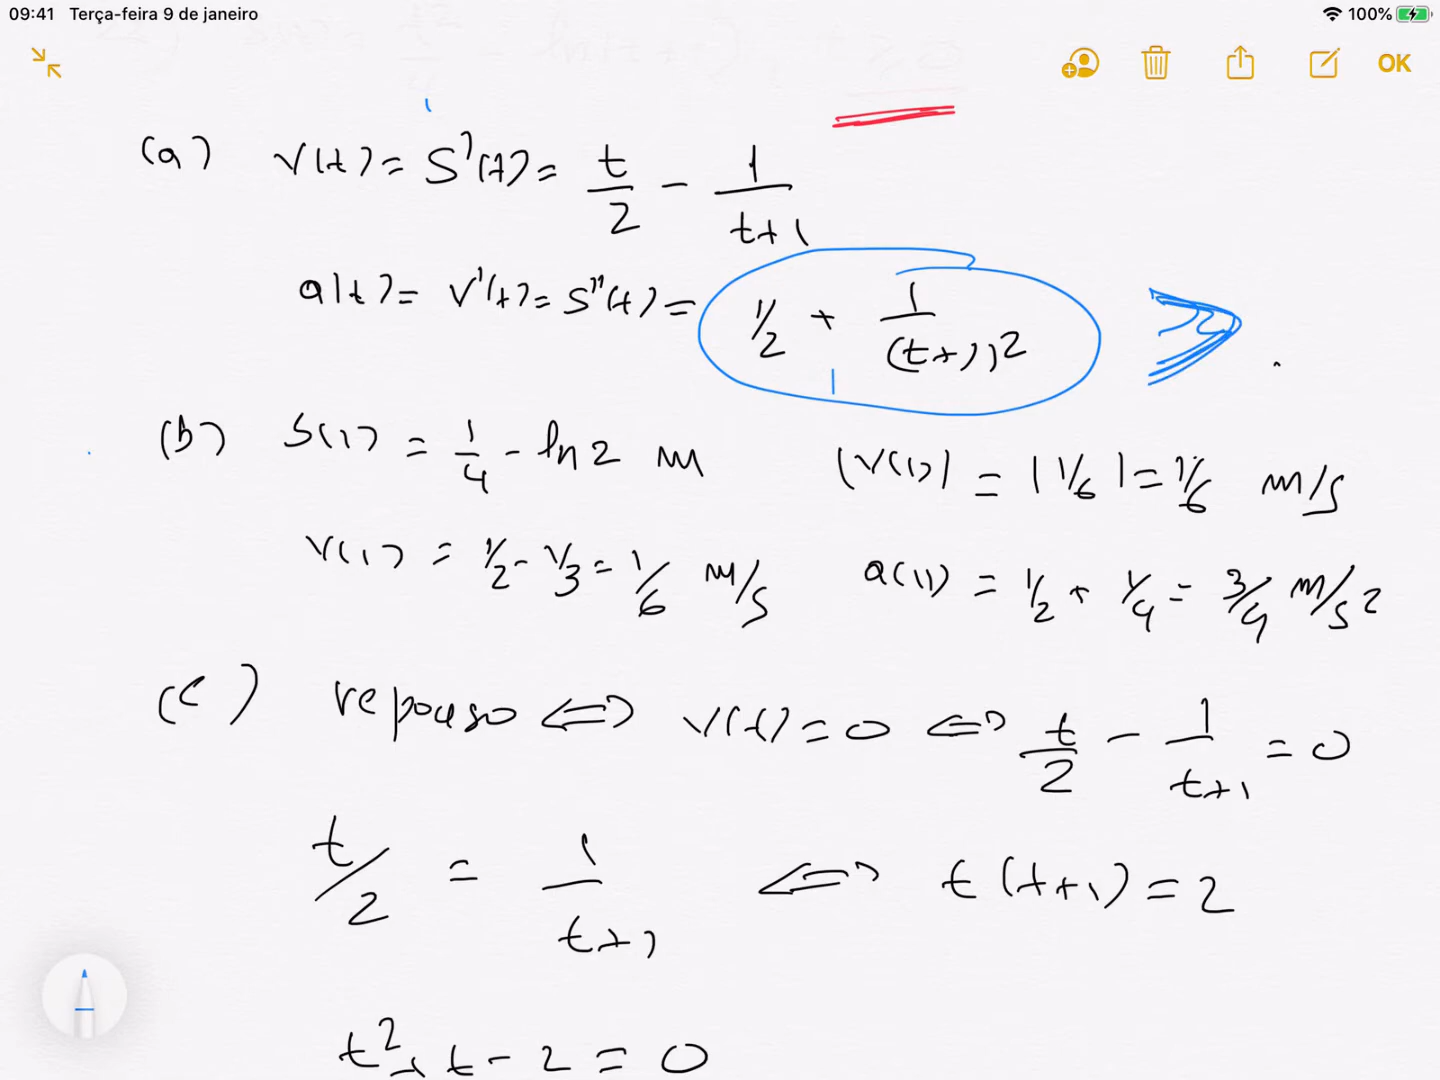 09:41 Terça-feira 9 de janeiro 100%
OK
(a) v(t) = S'(t) = t/2 - 1/(t+1)
a(t) = v'(t) = S''(t) = 1/2 + 1/(t+1)2
(b) S(1) = 1/4 - ln 2 m |v(1)| = |1/6| = 1/6 m/s
v(1) = 1/2 - 1/3 = 1/6 m/s a(1) = 1/2 + 1/4 = 3/4 m/s2
(c) repouso <=> v(t) = 0 <=> t/2 - 1/(t+1) = 0
t/2 = 1/(t+1) <=> t(t+1) = 2
t2 + t - 2 = 0